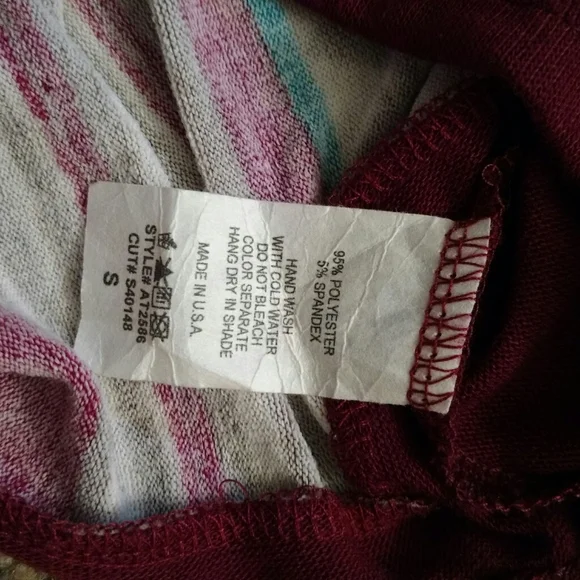 95% POLYESTER
5% SPANDEX
HAND WASH
WITH COLD WATER
DO NOT BLEACH
COLOR SEPARATE
HANG DRY IN SHADE
MADE IN U.S.A.
STYLE# A12586
CUT# S40148
S